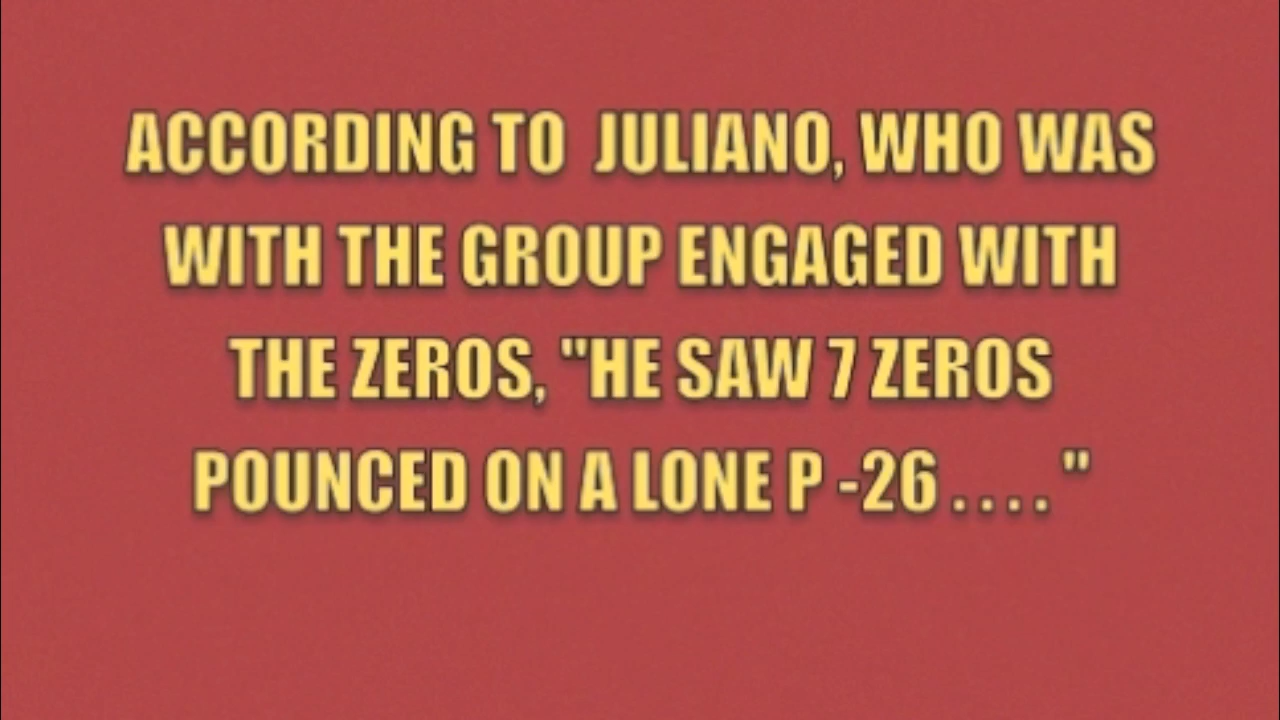 ACCORDING TO JULIANO, WHO WAS
WITH THE GROUP ENGAGED WITH
THE ZEROS, "HE SAW 7 ZEROS
POUNCED ON A LONE P -26 . . . . "